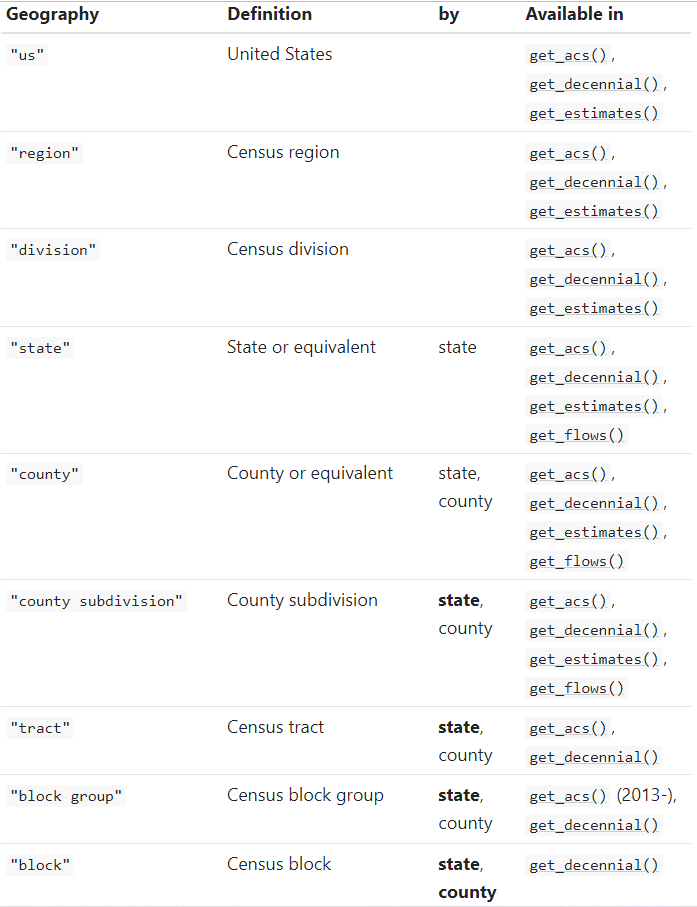 Geography Definition by Available in
"us" United States get_acs(),
get_decennial(),
get_estimates()
"region" Census region get_acs(),
get_decennial(),
get_estimates()
"division" Census division get_acs(),
get_decennial(),
get_estimates()
"state" State or equivalent state get_acs(),
get_decennial(),
get_estimates(),
get_flows()
"county" County or equivalent state, get_acs(),
county get_decennial(),
get_estimates(),
get_flows()
"county subdivision" County subdivision state, get_acs(),
county get_decennial(),
get_estimates(),
get_flows()
"tract" Census tract state, get_acs(),
county get_decennial()
"block group" Census block group state, get_acs() (2013-),
county get_decennial()
"block" Census block state, get_decennial()
county